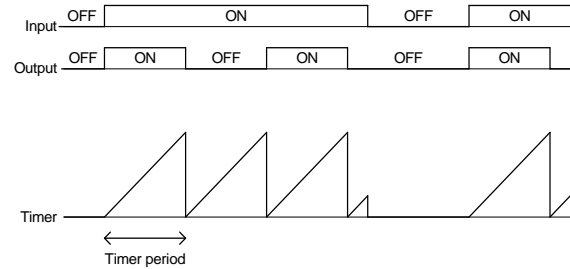 Input OFF ON OFF ON
Output OFF ON OFF ON OFF ON
Timer
Timer period